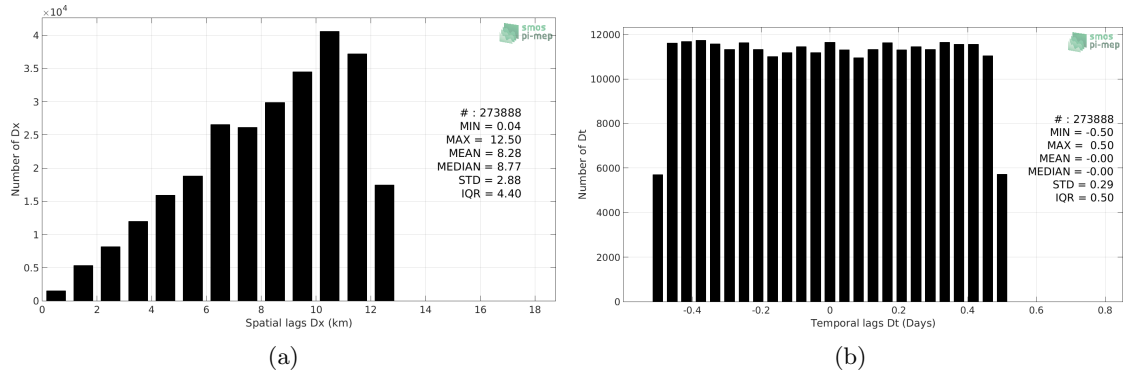 ×10⁴
4
3.5
3
2.5
2
1.5
1
0.5
0
Number of Dx
0 2 4 6 8 10 12 14 16 18
Spatial lags Dx (km)
smos
pi-mep
# : 273888
MIN = 0.04
MAX = 12.50
MEAN = 8.28
MEDIAN = 8.77
STD = 2.88
IQR = 4.40
(a)
12000
10000
8000
6000
4000
2000
0
Number of Dt
-0.4 -0.2 0 0.2 0.4 0.6 0.8
Temporal lags Dt (Days)
smos
pi-mep
# : 273888
MIN = -0.50
MAX = 0.50
MEAN = -0.00
MEDIAN = -0.00
STD = 0.29
IQR = 0.50
(b)